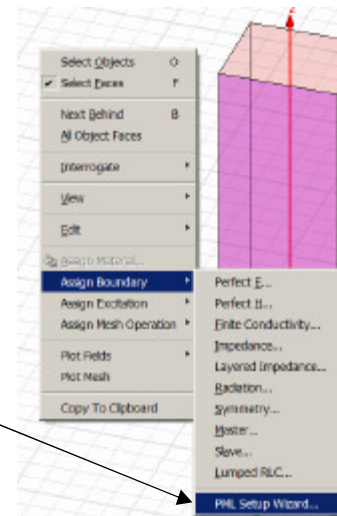 Select Objects O
Select Faces F
Next Behind B
All Object Faces
Interrogate
View
Edit
Assign Material...
Assign Boundary
Assign Excitation
Assign Mesh Operation
Plot Fields
Plot Mesh
Copy To Clipboard
Perfect E...
Perfect H...
Finite Conductivity...
Impedance...
Layered Impedance...
Radiation...
Symmetry...
Master...
Slave...
Lumped RLC...
PML Setup Wizard...